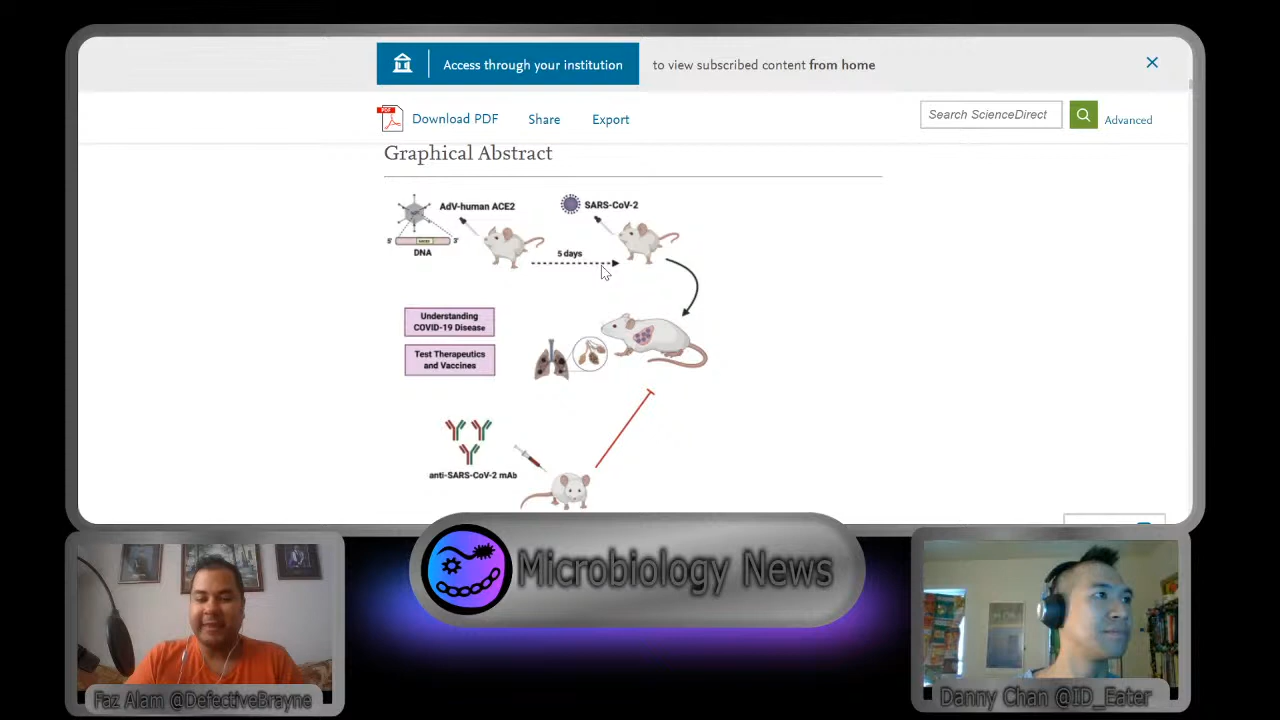 Access through your institution to view subscribed content from home
Download PDF Share Export Search ScienceDirect Advanced
Graphical Abstract
AdV-human ACE2
SARS-CoV-2
5'
3'
DNA
5 days
Understanding
COVID-19 Disease
Test Therapeutics
and Vaccines
anti-SARS-CoV-2 mAb
Microbiology News
Faz Alam @DefectiveBrayne
Danny Chan @ID_Eater